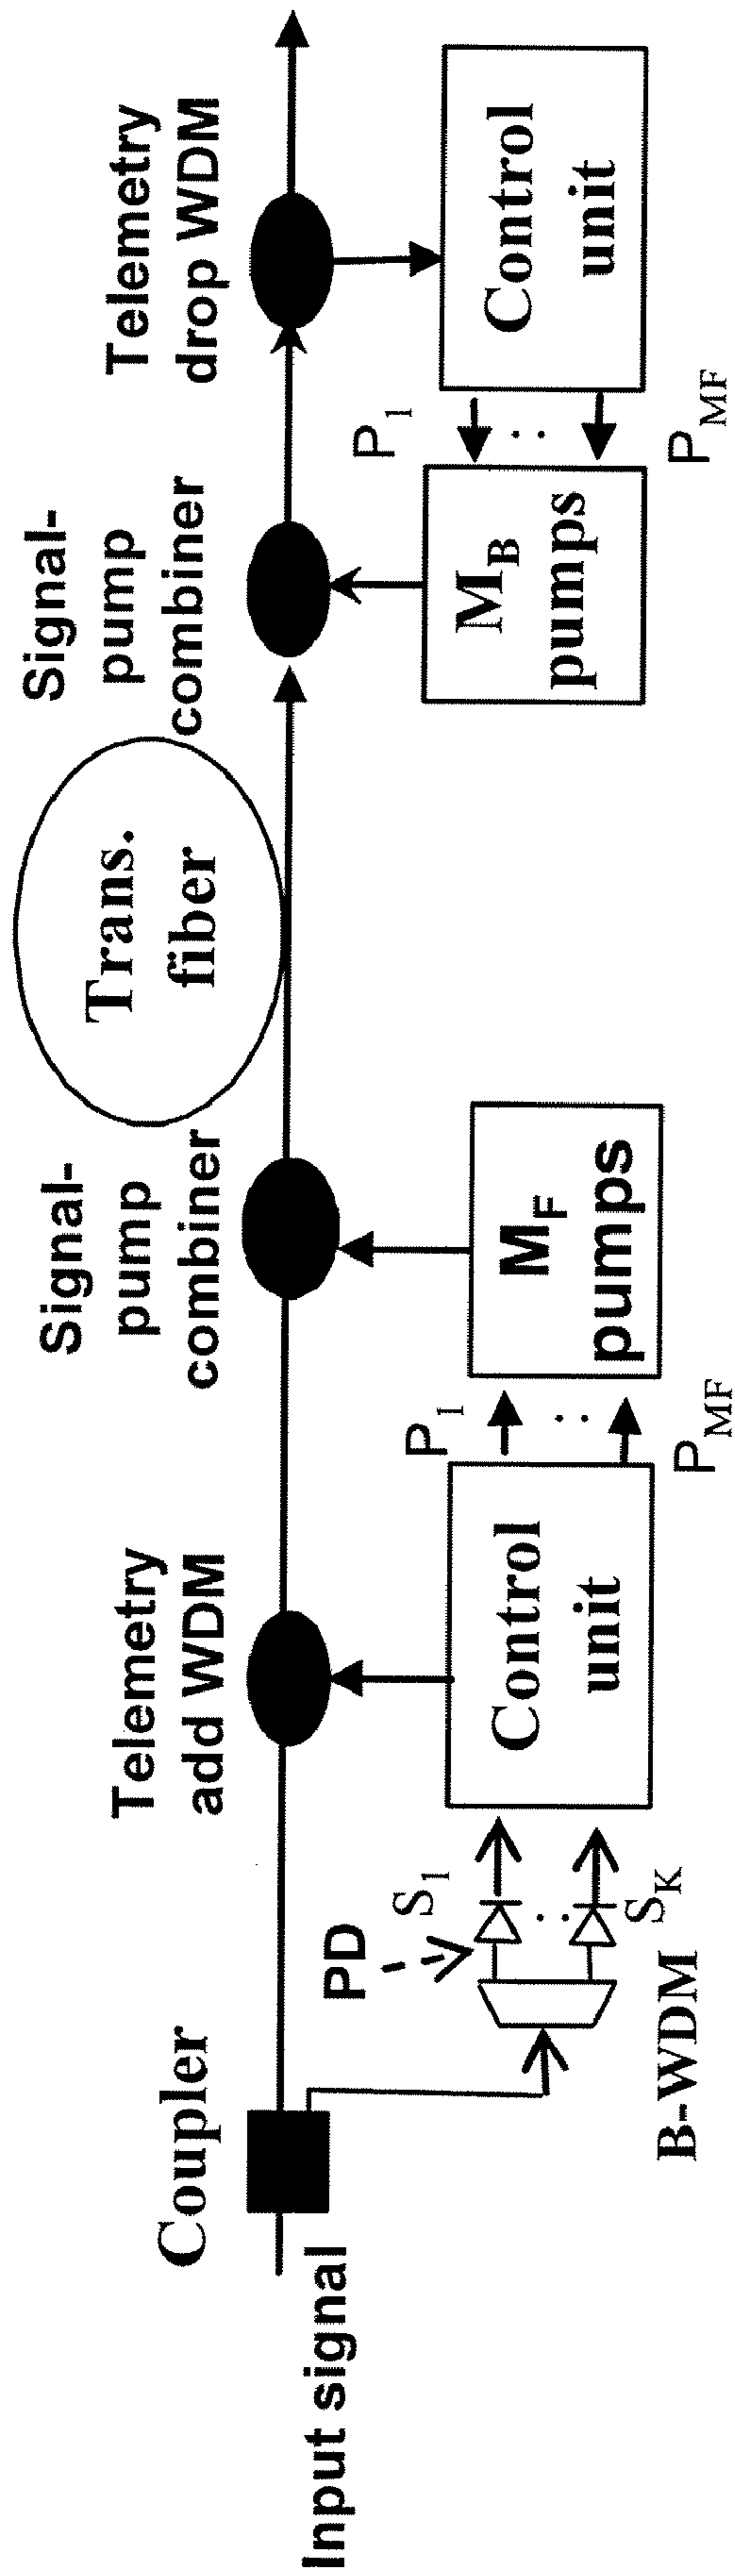 Input signal
Coupler
B-WDM
PD
S1
SK
Telemetry
add WDM
Control
unit
P1
PMF
Signal-
pump
combiner
MF
pumps
Trans.
fiber
Signal-
pump
combiner
MB
pumps
P1
PMF
Telemetry
drop WDM
Control
unit